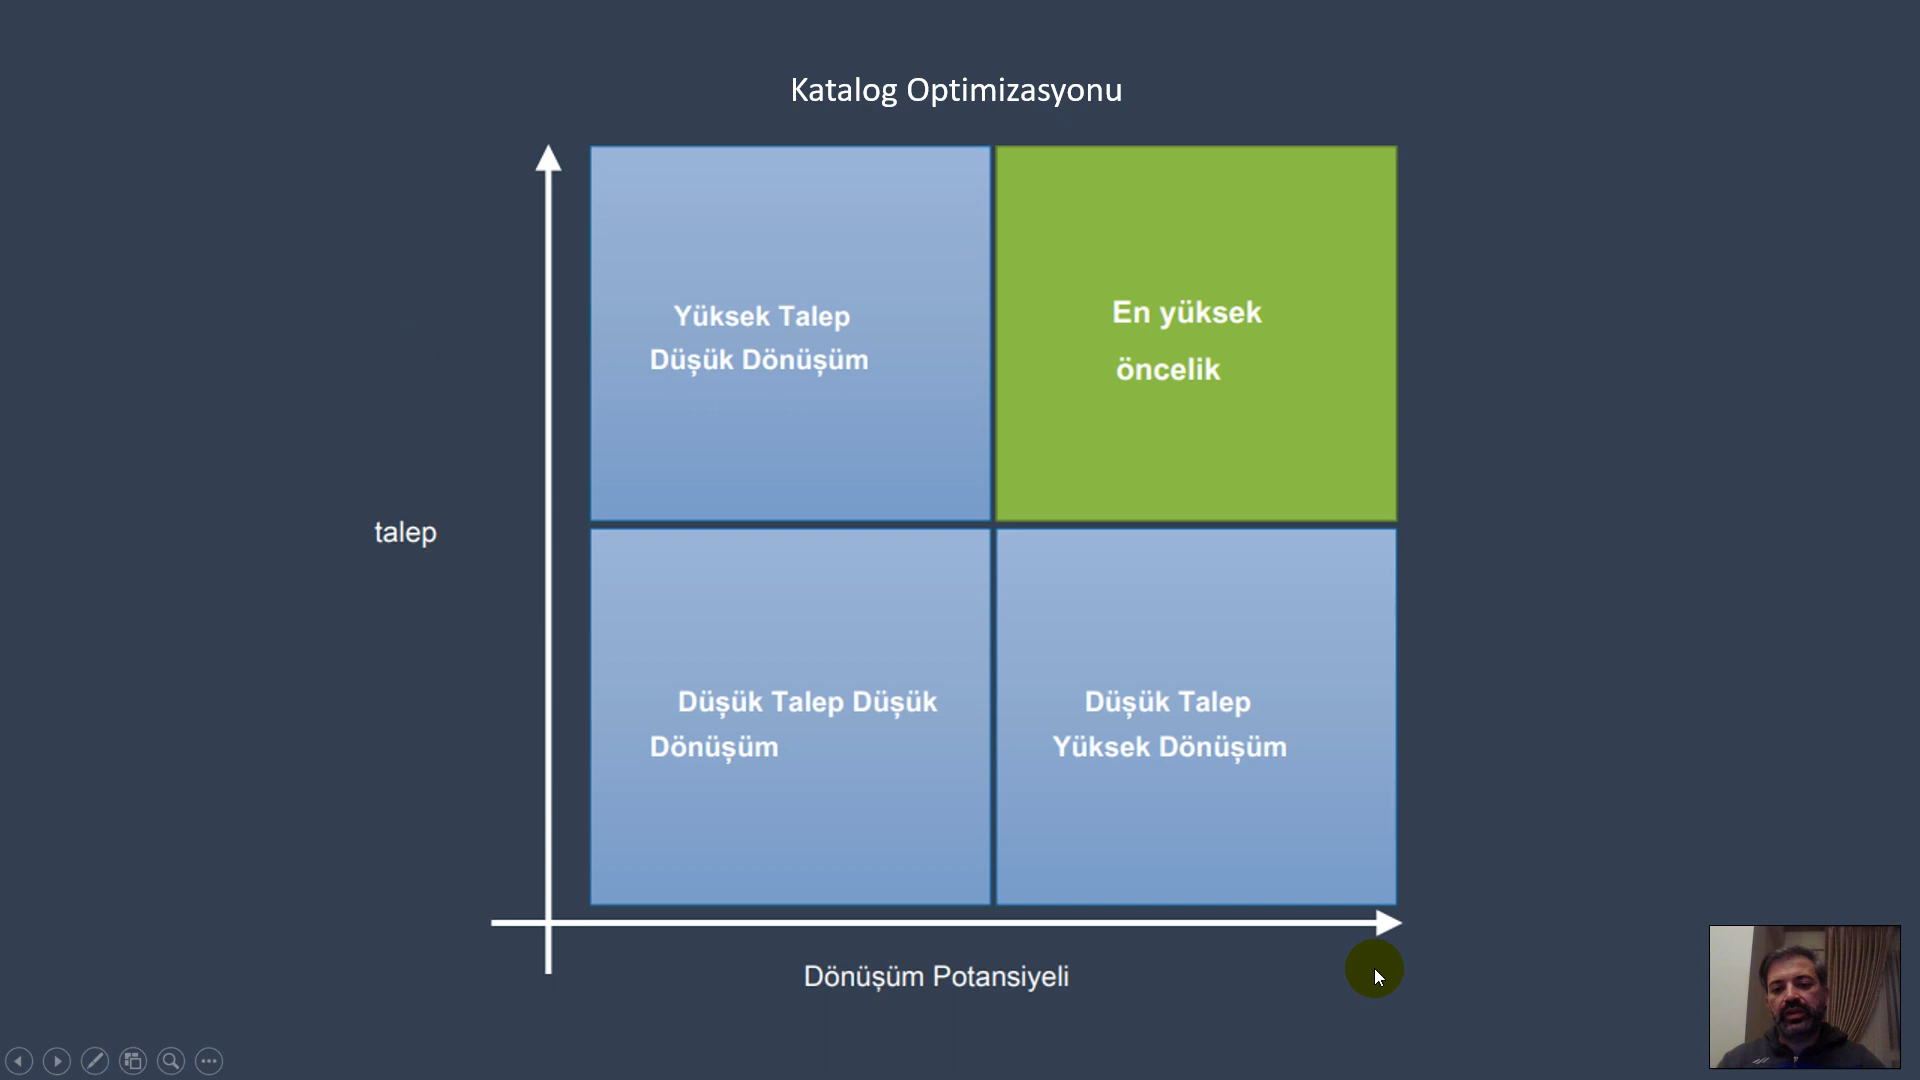 Katalog Optimizasyonu
Yüksek Talep
Düşük Dönüşüm
En yüksek
öncelik
talep
Düşük Talep Düşük
Dönüşüm
Düşük Talep
Yüksek Dönüşüm
Dönüşüm Potansiyeli